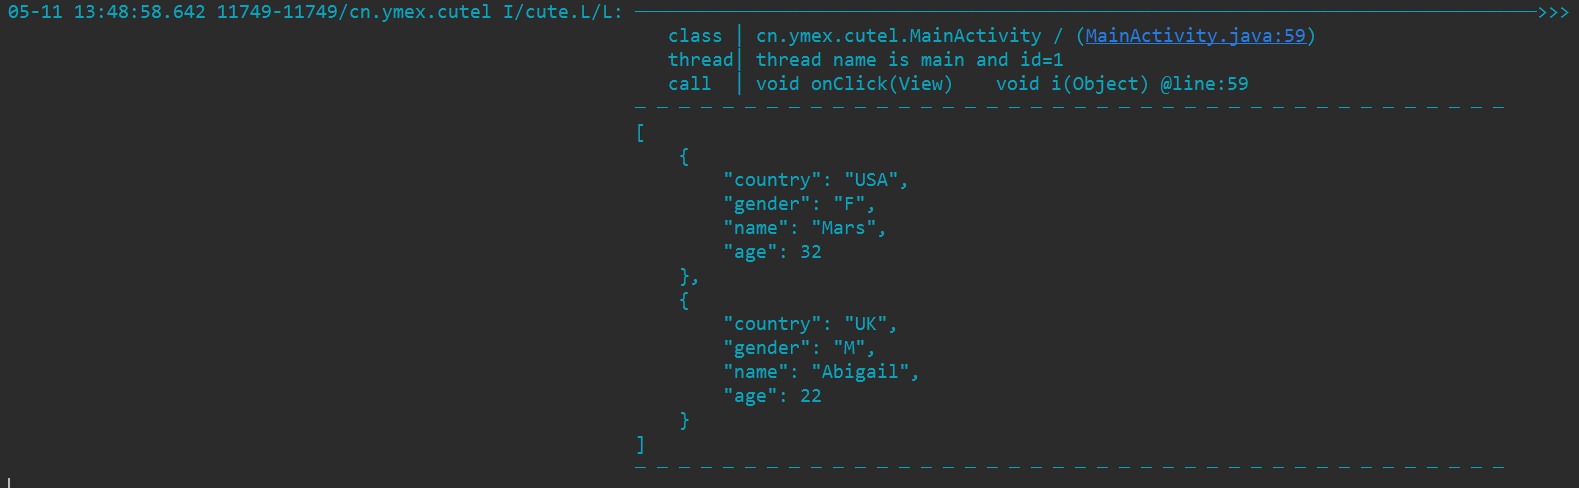 05-11 13:48:58.642 11749-11749/cn.ymex.cutel I/cute.L/L: ──────────────────────────────>>>
class │ cn.ymex.cutel.MainActivity / (MainActivity.java:59)
thread│ thread name is main and id=1
call  │ void onClick(View)    void i(Object) @line:59
[
    {
        "country": "USA",
        "gender": "F",
        "name": "Mars",
        "age": 32
    },
    {
        "country": "UK",
        "gender": "M",
        "name": "Abigail",
        "age": 22
    }
]